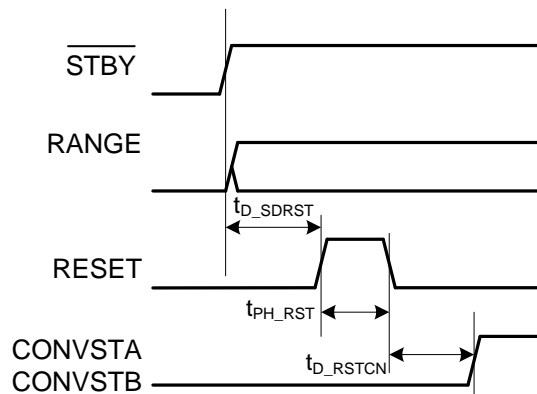 STBY
RANGE
tD_SDRST
RESET
tPH_RST
CONVSTA
CONVSTB
tD_RSTCN